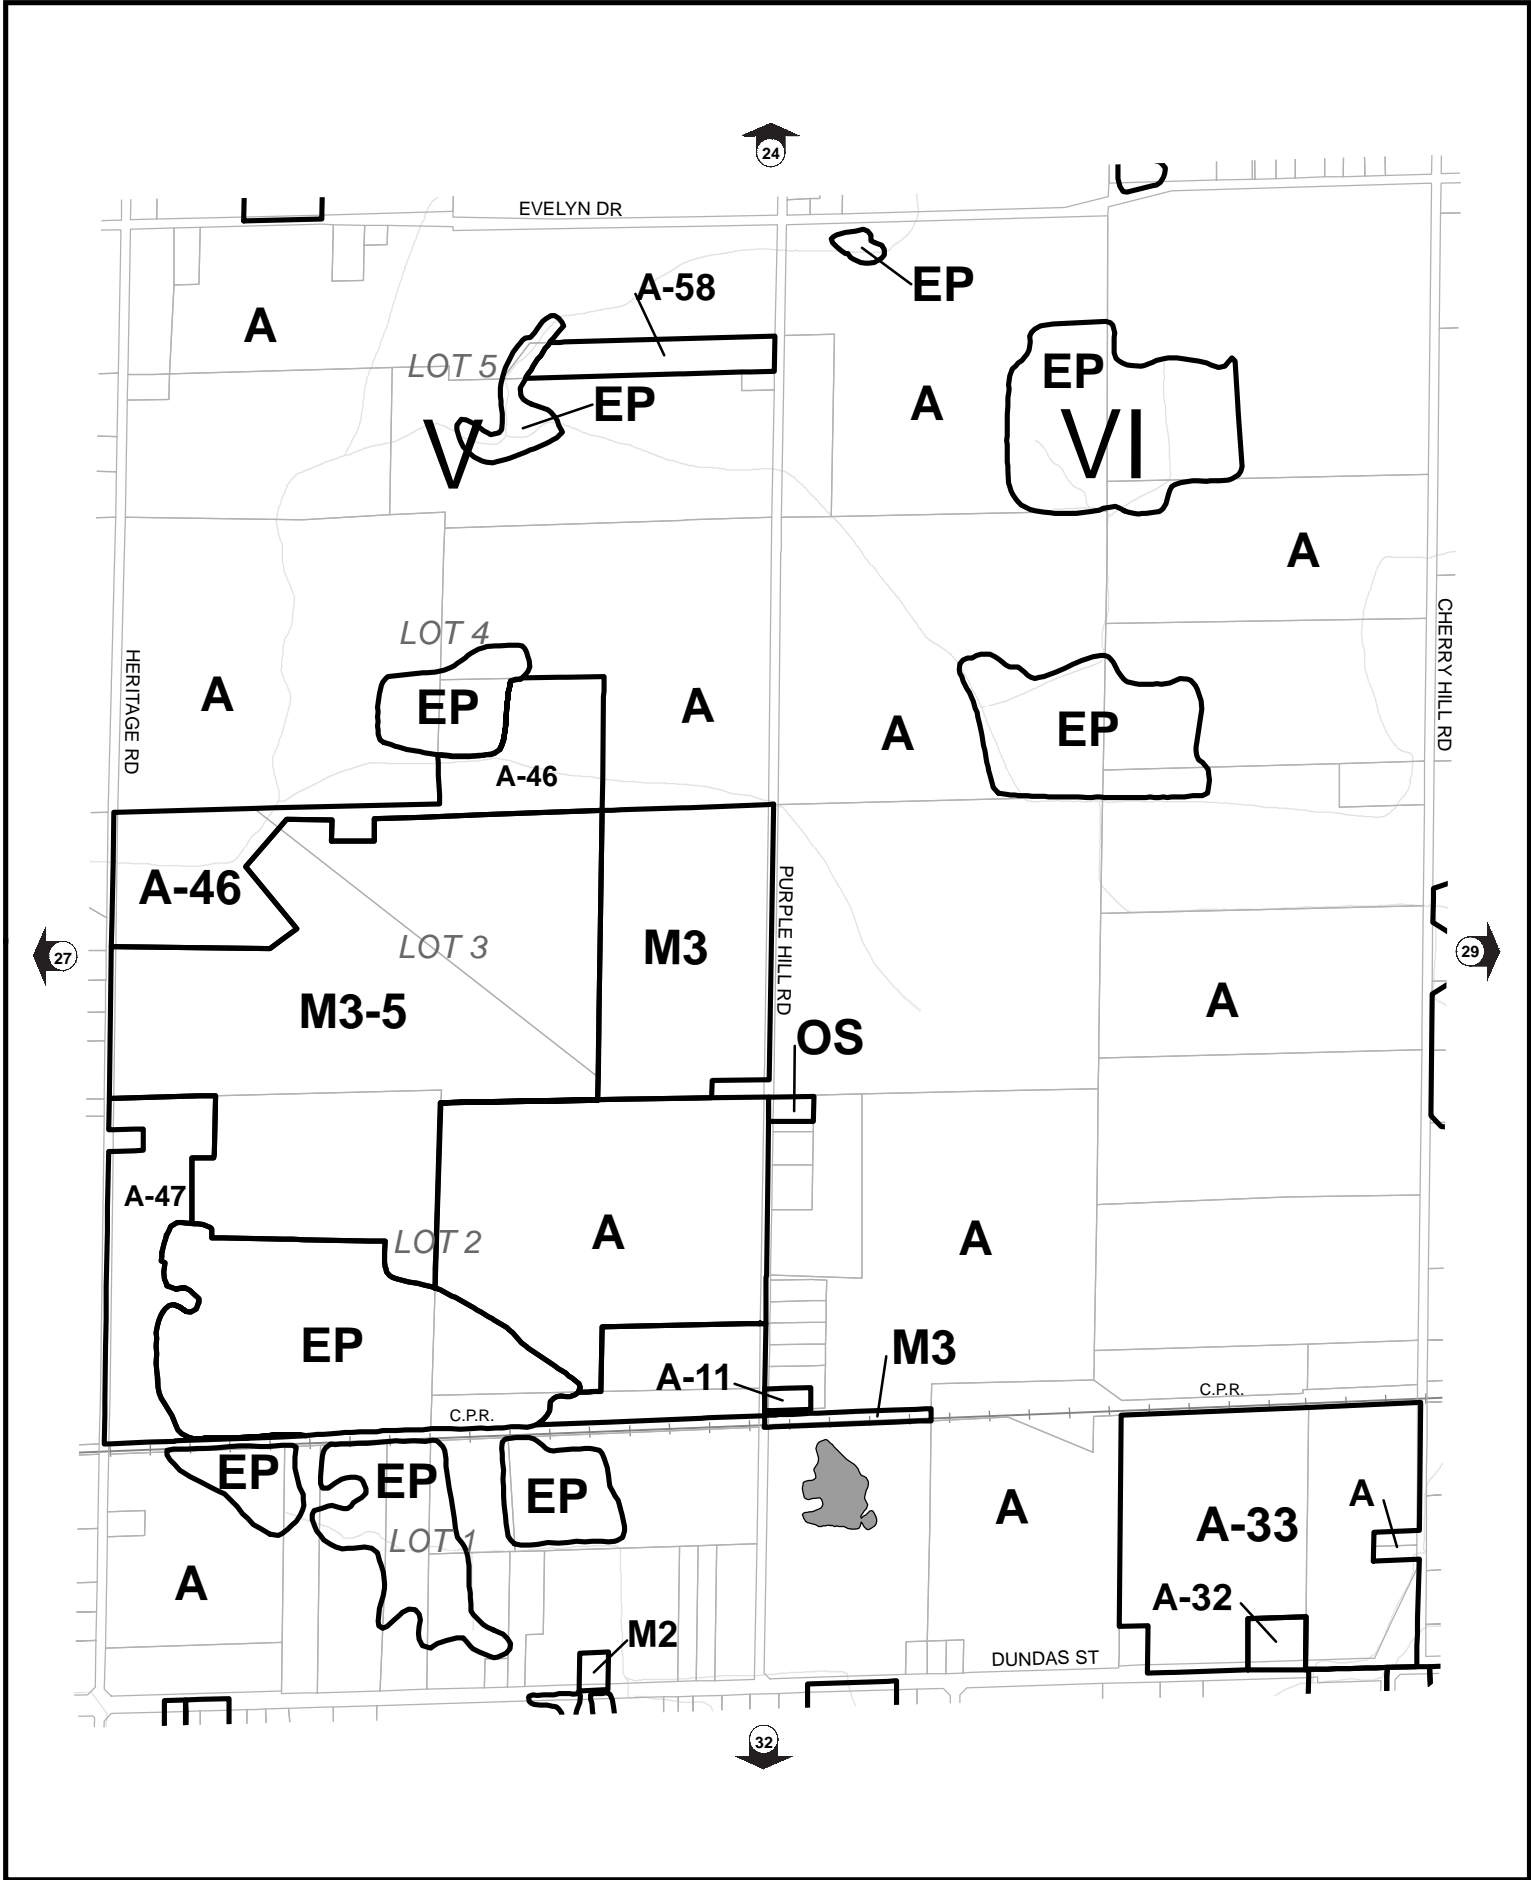 24
EVELYN DR
EP
A-58
A
LOT 5
EP
A
EP
V
VI
A
LOT 4
CHERRY HILL RD
HERITAGE RD
A
EP
A
A
EP
A-46
A-46
LOT 3
M3
PURPLE HILL RD
27
29
M3-5
A
OS
A-47
LOT 2
A
A
EP
M3
A-11
C.P.R.
C.P.R.
EP
EP
EP
A
A-33
A
LOT 1
A
A-32
M2
DUNDAS ST
32